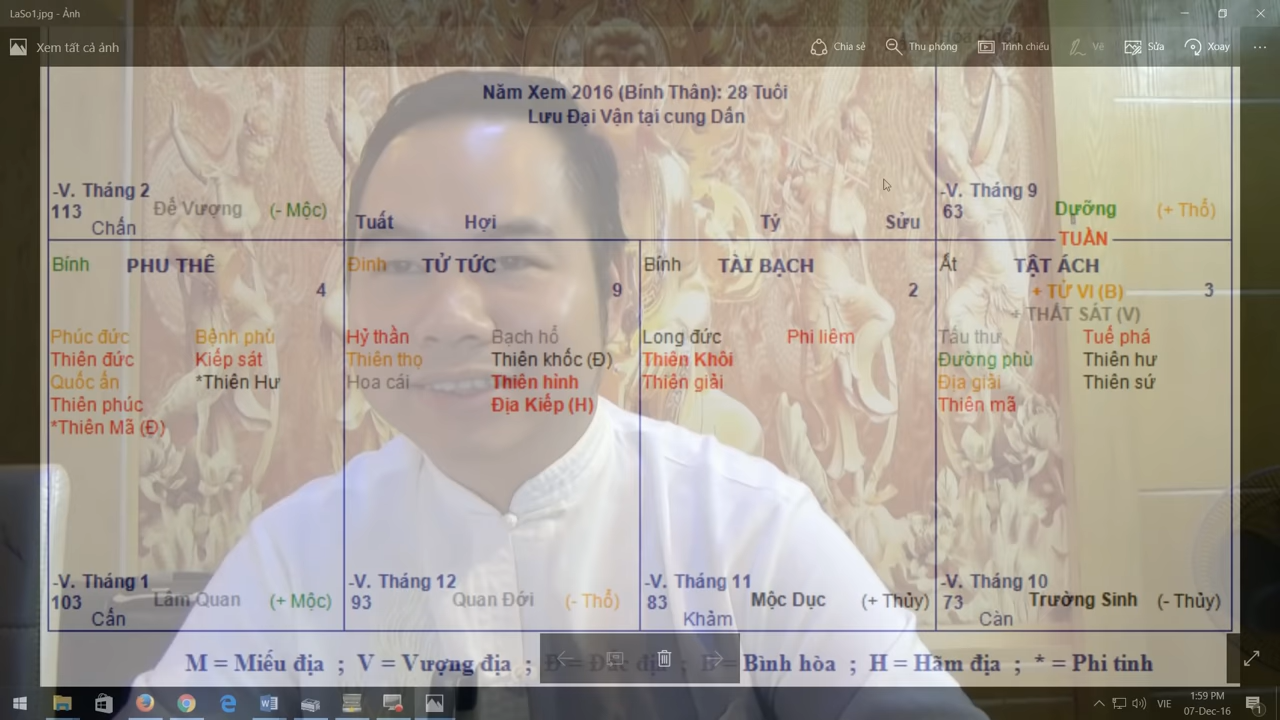 LaSo1.jpg - Ảnh
Xem tất cả ảnh
Chia sẻ
Thu phóng
Trình chiếu
Vẽ
Sửa
Xoay
Năm Xem 2016 (Bính Thân): 28 Tuổi
Lưu Đại Vận tại cung Dần
-V. Tháng 2
113
Đế Vượng
(- Mộc)
Chấn
Tuất
Hợi
Tý
Sửu
-V. Tháng 9
63
Dưỡng
(+ Thổ)
TUẦN
Bính
PHU THÊ
4
Phúc đức
Bệnh phù
Thiên đức
Kiếp sát
Quốc ấn
*Thiên Hư
Thiên phúc
*Thiên Mã (Đ)
-V. Tháng 1
103
Lâm Quan
(+ Mộc)
Cấn
Đinh
TỬ TỨC
9
Hỷ thần
Bạch hổ
Thiên thọ
Thiên khốc (Đ)
Hoa cái
Thiên hình
Địa Kiếp (H)
-V. Tháng 12
93
Quan Đới
(- Thổ)
Bính
TÀI BẠCH
2
Long đức
Phi liêm
Thiên Khôi
Thiên giải
-V. Tháng 11
83
Mộc Dục
(+ Thủy)
Khảm
Ất
TẬT ÁCH
3
+ TỬ VI (B)
+ THẤT SÁT (V)
Tấu thư
Tuế phá
Đường phù
Thiên hư
Địa giải
Thiên sứ
Thiên mã
-V. Tháng 10
73
Trường Sinh
(- Thủy)
Càn
M = Miếu địa ; V = Vượng địa ; Bình hòa ; H = Hãm địa ; * = Phi tinh
VIE
1:59 PM
07-Dec-16
1